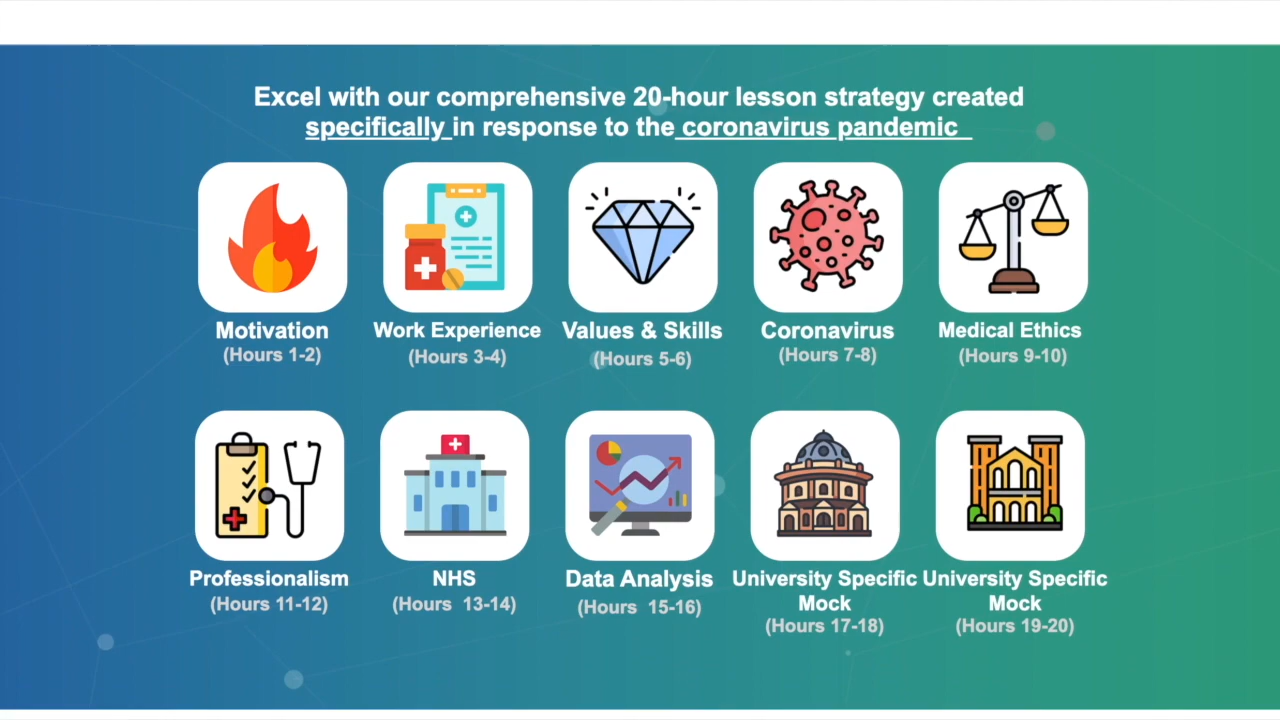 Excel with our comprehensive 20-hour lesson strategy created
specifically in response to the coronavirus pandemic
Motivation
(Hours 1-2)
Work Experience
(Hours 3-4)
Values & Skills
(Hours 5-6)
Coronavirus
(Hours 7-8)
Medical Ethics
(Hours 9-10)
Professionalism
(Hours 11-12)
NHS
(Hours 13-14)
Data Analysis
(Hours 15-16)
University Specific
Mock
(Hours 17-18)
University Specific
Mock
(Hours 19-20)